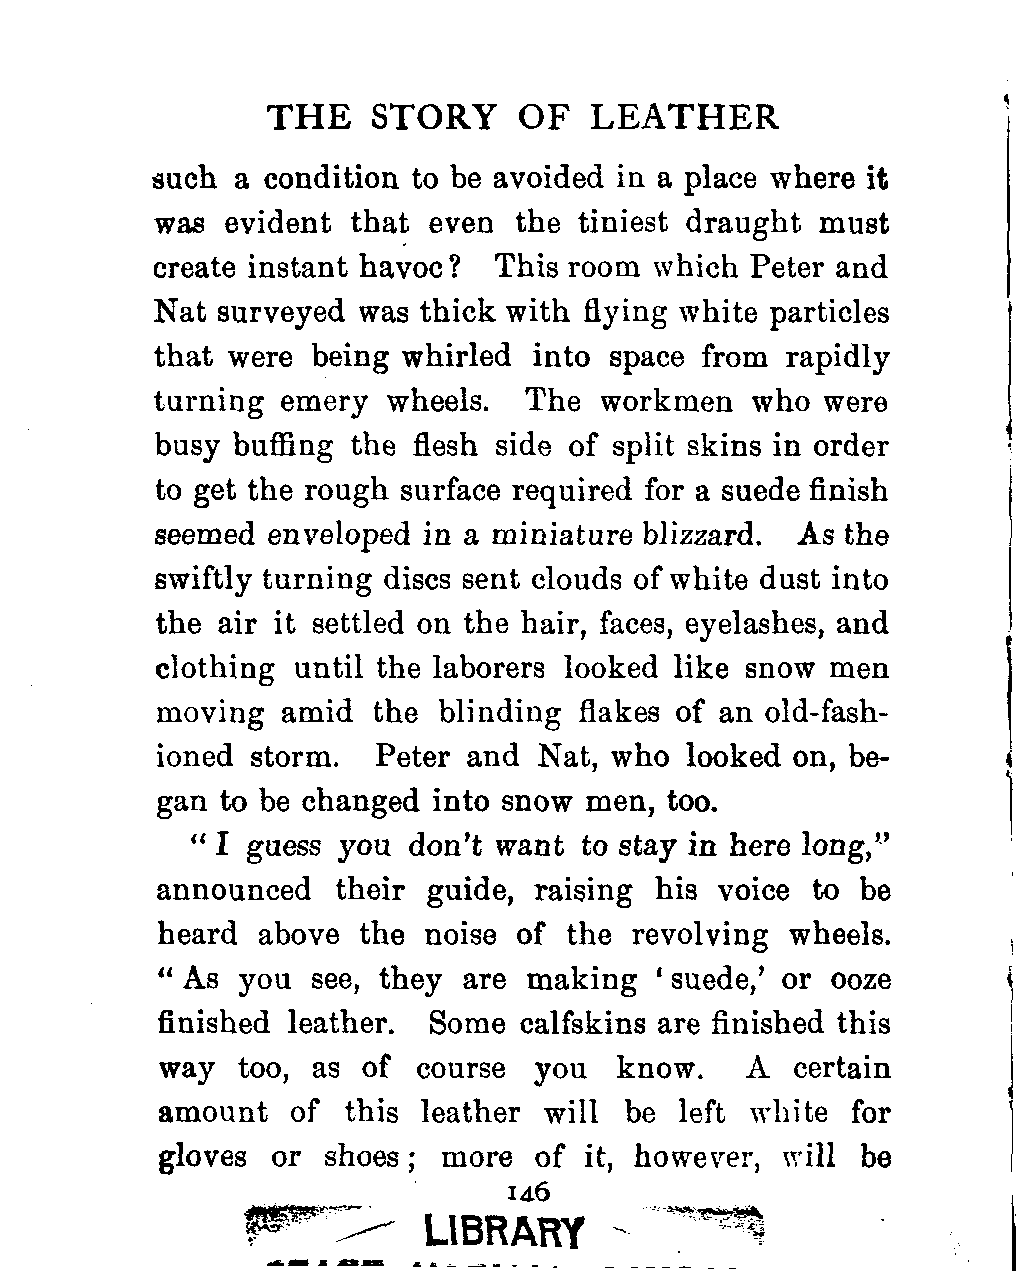 THE STORY OF LEATHER
such a condition to be avoided in a place where it
was evident that even the tiniest draught must
create instant havoc? This room which Peter and
Nat surveyed was thick with flying white particles
that were being whirled into space from rapidly
turning emery wheels. The workmen who were
busy buffing the flesh side of split skins in order
to get the rough surface required for a suede finish
seemed enveloped in a miniature blizzard. As the
swiftly turning discs sent clouds of white dust into
the air it settled on the hair, faces, eyelashes, and
clothing until the laborers looked like snow men
moving amid the blinding flakes of an old-fash-
ioned storm. Peter and Nat, who looked on, be-
gan to be changed into snow men, too.
"I guess you don't want to stay in here long,"
announced their guide, raising his voice to be
heard above the noise of the revolving wheels.
"As you see, they are making 'suede,' or ooze
finished leather. Some calfskins are finished this
way too, as of course you know. A certain
amount of this leather will be left white for
gloves or shoes; more of it, however, will be
146
LIBRARY